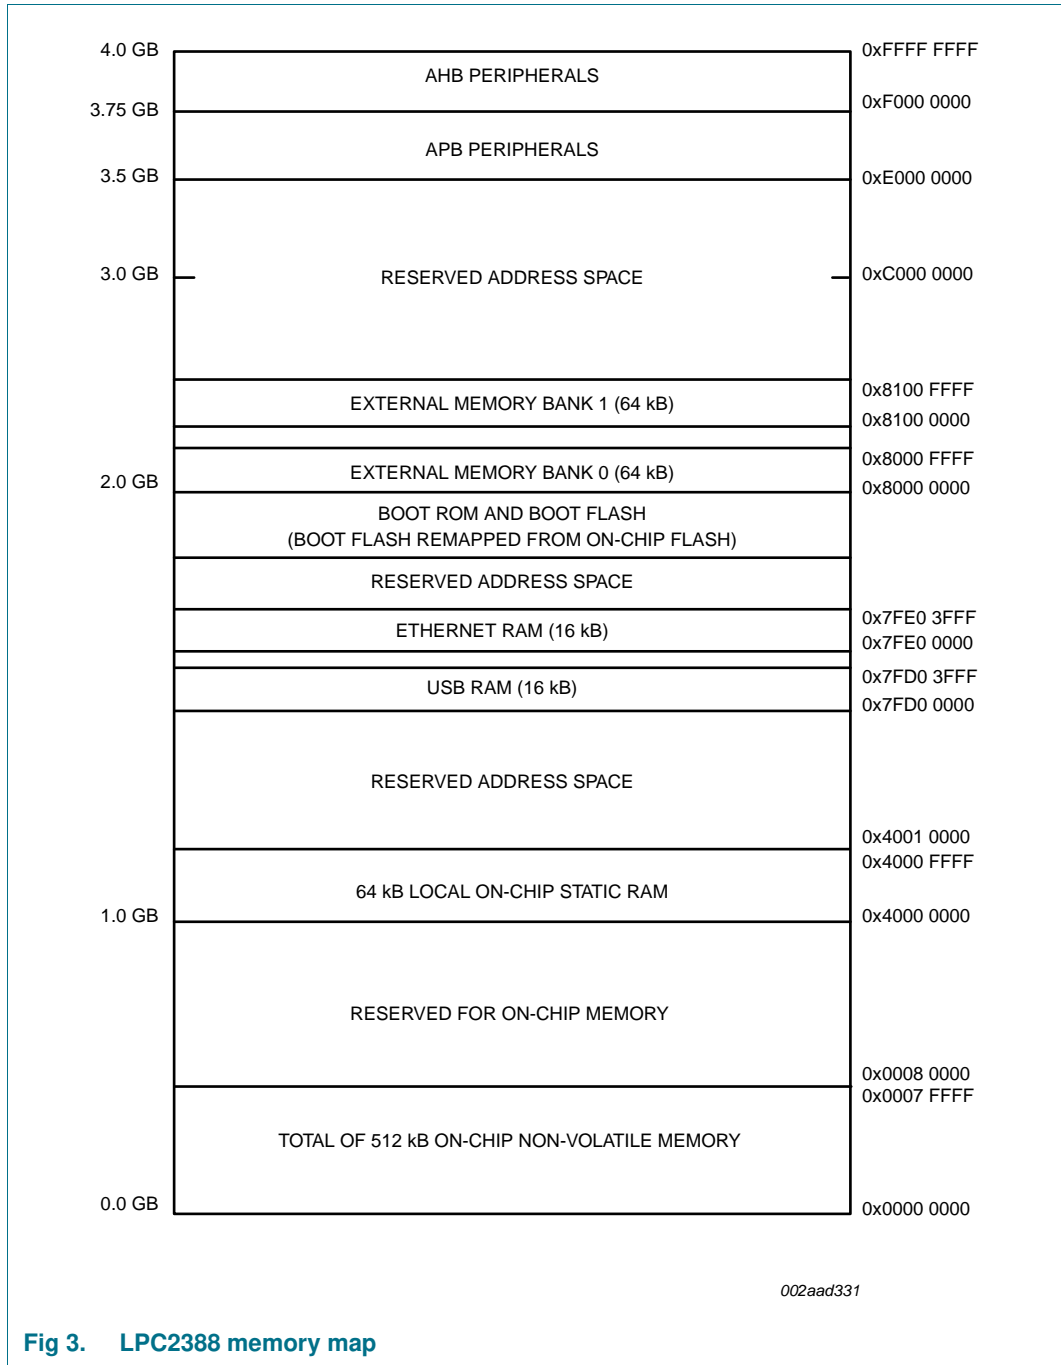 4.0 GB 0xFFFF FFFF
AHB PERIPHERALS
3.75 GB 0xF000 0000
APB PERIPHERALS
3.5 GB 0xE000 0000
3.0 GB RESERVED ADDRESS SPACE 0xC000 0000
0x8100 FFFF
EXTERNAL MEMORY BANK 1 (64 kB)
0x8100 0000
0x8000 FFFF
EXTERNAL MEMORY BANK 0 (64 kB)
2.0 GB 0x8000 0000
BOOT ROM AND BOOT FLASH
(BOOT FLASH REMAPPED FROM ON-CHIP FLASH)
RESERVED ADDRESS SPACE
0x7FE0 3FFF
ETHERNET RAM (16 kB)
0x7FE0 0000
0x7FD0 3FFF
USB RAM (16 kB)
0x7FD0 0000
RESERVED ADDRESS SPACE
0x4001 0000
0x4000 FFFF
64 kB LOCAL ON-CHIP STATIC RAM
1.0 GB 0x4000 0000
RESERVED FOR ON-CHIP MEMORY
0x0008 0000
0x0007 FFFF
TOTAL OF 512 kB ON-CHIP NON-VOLATILE MEMORY
0.0 GB 0x0000 0000
002aad331
Fig 3. LPC2388 memory map